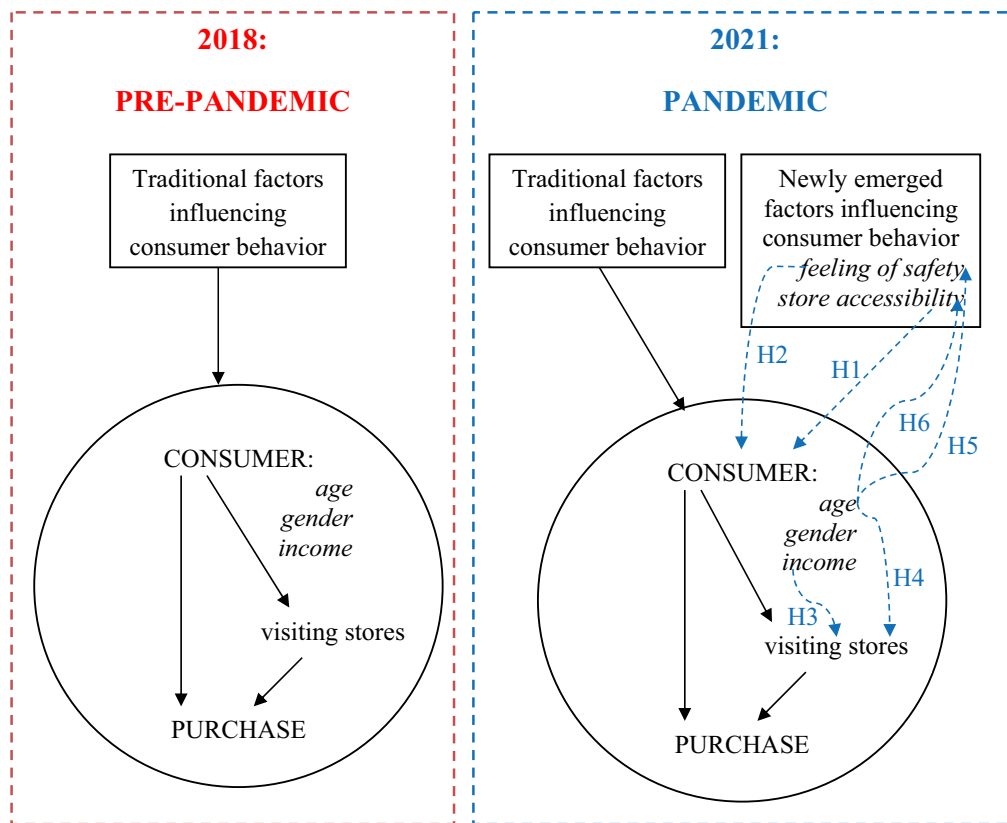 2018:
PRE-PANDEMIC
Traditional factors
influencing
consumer behavior
CONSUMER:
age
gender
income
visiting stores
PURCHASE
2021:
PANDEMIC
Traditional factors
influencing
consumer behavior
Newly emerged
factors influencing
consumer behavior
feeling of safety
store accessibility
H2
H1
H6
H5
CONSUMER:
age
gender
income
H4
H3
visiting stores
PURCHASE